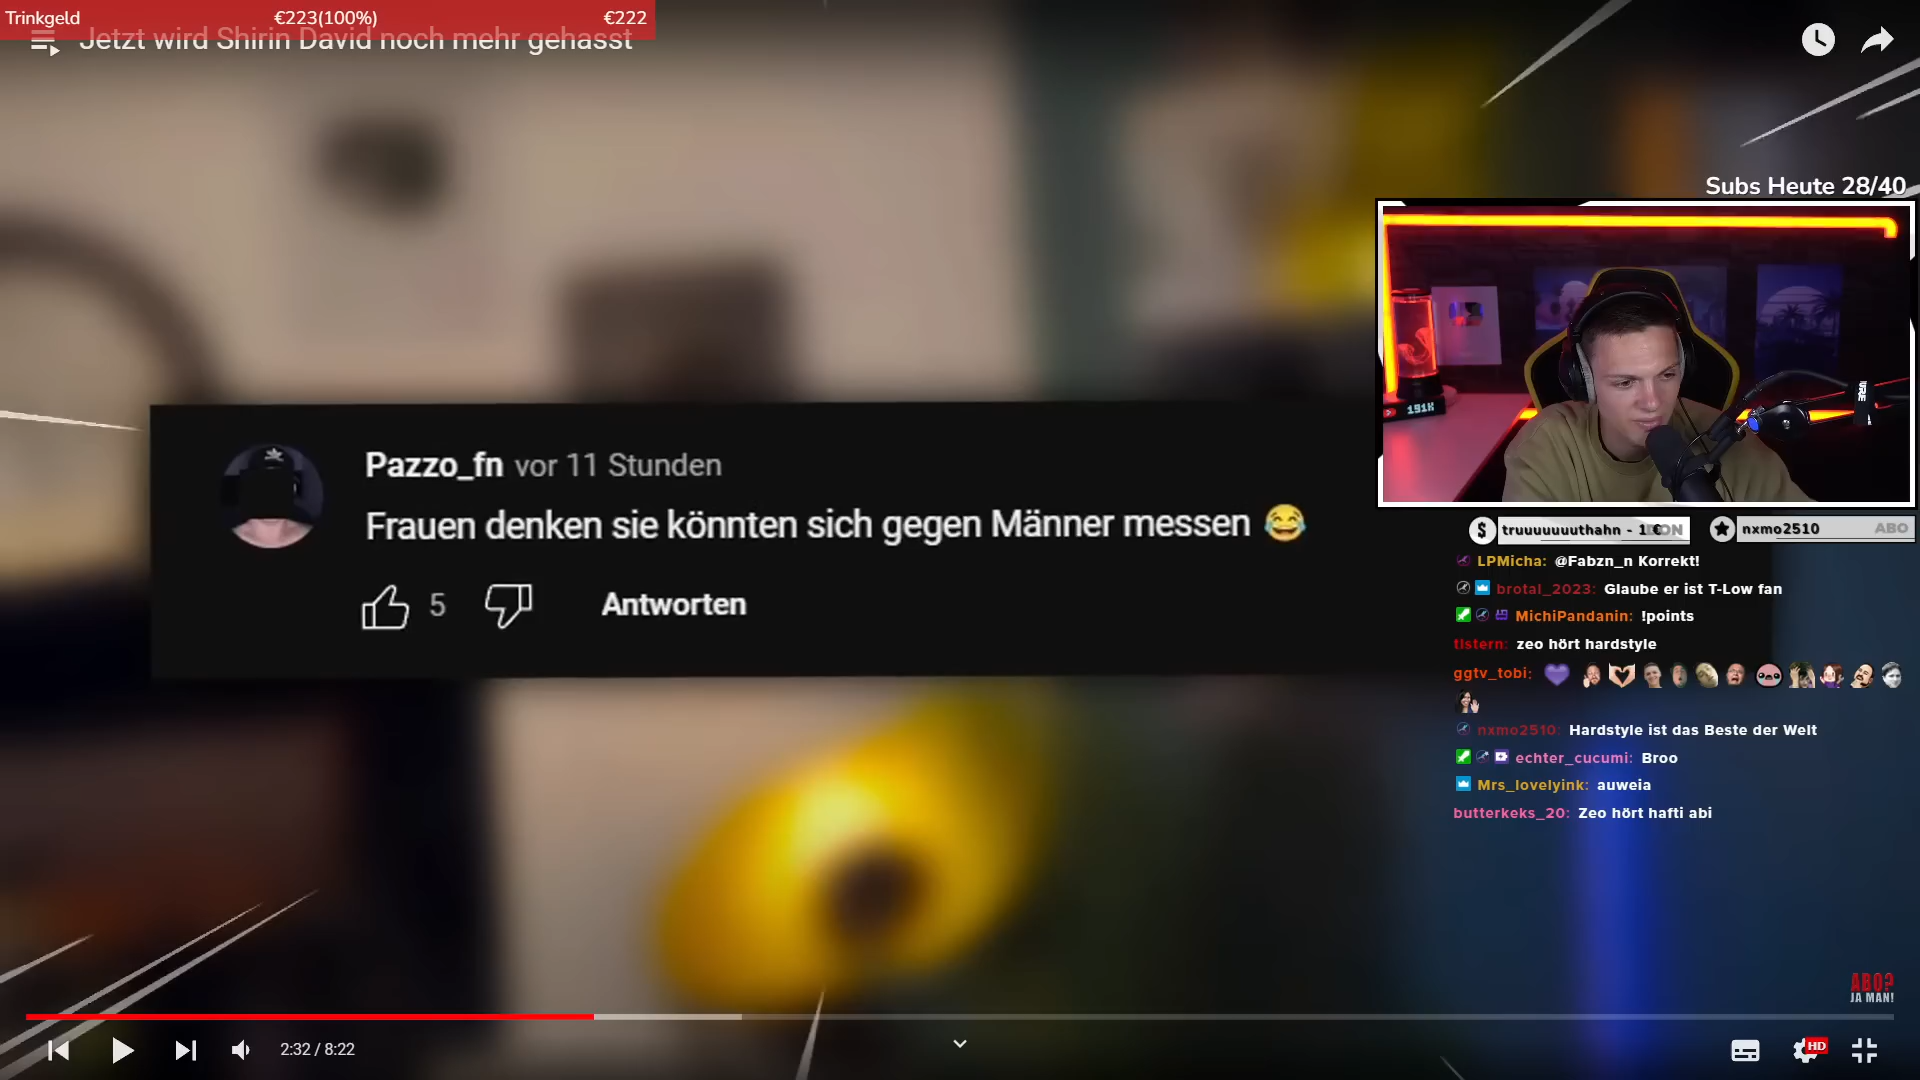 Trinkgeld €223(100%) €222
Jetzt wird Shirin David noch mehr gehasst
Subs Heute 28/40
191K
Pazzo_fn vor 11 Stunden
Frauen denken sie könnten sich gegen Männer messen 😂
5 Antworten
truuuuuuuthahn - 1 €
nxmo2510 ABO
LPMicha: @Fabzn_n Korrekt!
brotal_2023: Glaube er ist T-Low fan
MichiPandanin: !points
tistern: zeo hört hardstyle
ggtv_tobi:
nxmo2510: Hardstyle ist das Beste der Welt
echter_cucumi: Broo
Mrs_lovelyink: auweia
butterkeks_20: Zeo hört hafti abi
ABO?
JA MAN!
2:32 / 8:22
HD